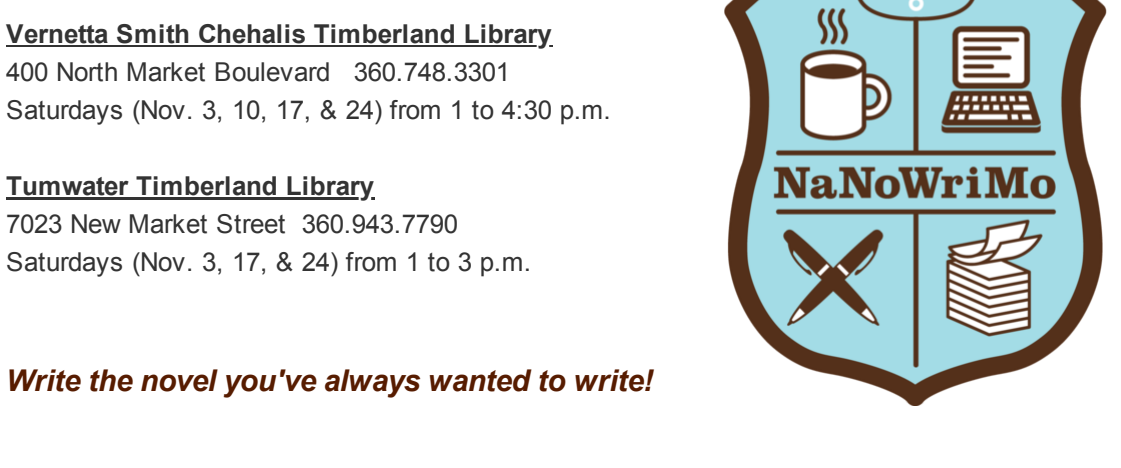 Vernetta Smith Chehalis Timberland Library
400 North Market Boulevard   360.748.3301
Saturdays (Nov. 3, 10, 17, & 24) from 1 to 4:30 p.m.
Tumwater Timberland Library
7023 New Market Street  360.943.7790
Saturdays (Nov. 3, 17, & 24) from 1 to 3 p.m.
Write the novel you've always wanted to write!
NaNoWriMo